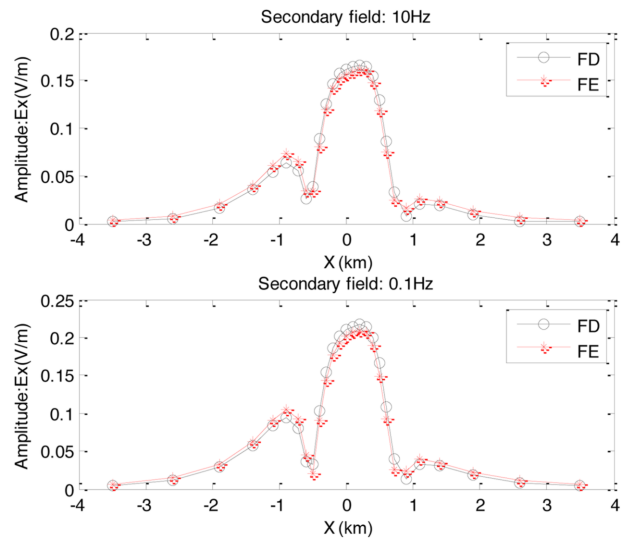 Secondary field: 10Hz
Amplitude:Ex(V/m)
0.2
0.15
0.1
0.05
0
FD
FE
-4 -3 -2 -1 0 1 2 3 4
X (km)
Secondary field: 0.1Hz
Amplitude:Ex(V/m)
0.25
0.2
0.15
0.1
0.05
0
FD
FE
-4 -3 -2 -1 0 1 2 3 4
X (km)